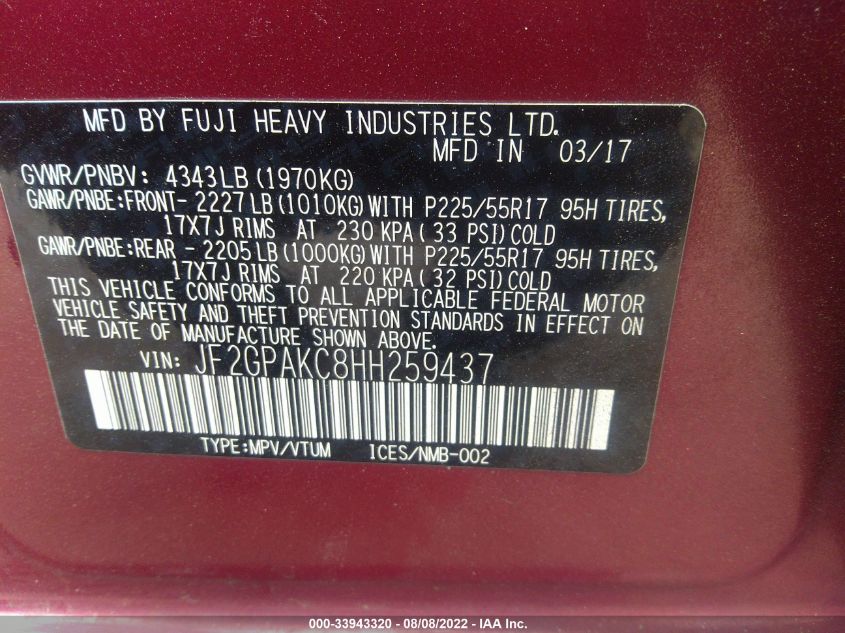 MFD BY FUJI HEAVY INDUSTRIES LTD.
MFD IN 03/17
GVWR/PNBV: 4343LB(1970KG)
GAWR/PNBE:FRONT- 2227LB(1010KG)WITH P225/55R17 95H TIRES,
17X7J RIMS AT 230 KPA( 33 PSI)COLD
GAWR/PNBE:REAR - 2205LB(1000KG)WITH P225/55R17 95H TIRES,
17X7J RIMS AT 220 KPA( 32 PSI)COLD
THIS VEHICLE CONFORMS TO ALL APPLICABLE FEDERAL MOTOR
VEHICLE SAFETY AND THEFT PREVENTION STANDARDS IN EFFECT ON
THE DATE OF MANUFACTURE SHOWN ABOVE.
VIN: JF2GPAKC8HH259437
TYPE:MPV/VTUM ICES/NMB-002
000-33943320 - 08/08/2022 - IAA Inc.